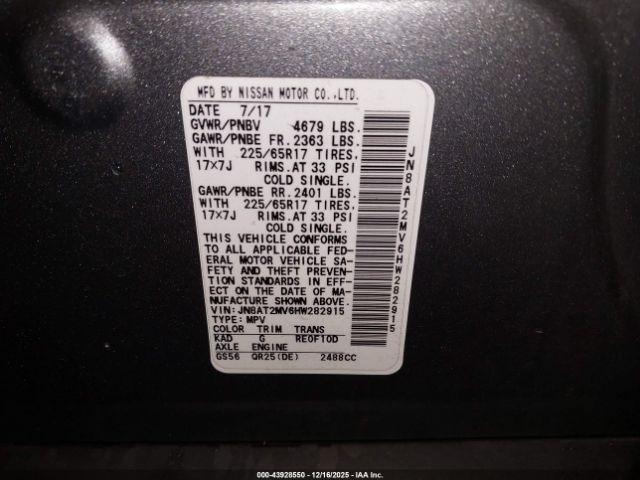 MFD BY NISSAN MOTOR CO.,LTD.
DATE 7/17
GVWR/PNBV 4679 LBS.
GAWR/PNBE FR. 2363 LBS.
WITH 225/65R17 TIRES,
17×7J RIMS.AT 33 PSI
COLD SINGLE.
GAWR/PNBE RR. 2401 LBS.
WITH 225/65R17 TIRES,
17×7J RIMS.AT 33 PSI
COLD SINGLE.
THIS VEHICLE CONFORMS
TO ALL APPLICABLE FED-
ERAL MOTOR VEHICLE SA-
FETY AND THEFT PREVEN-
TION STANDARDS IN EFF-
ECT ON THE DATE OF MA-
NUFACTURE SHOWN ABOVE.
VIN: JN8AT2MV6HW282915
TYPE: MPV
COLOR TRIM TRANS
KAD G RE0F10D
AXLE ENGINE
GS56 QR25(DE) 2488CC
JN8AT2MV6HW282915
000-43928550 - 12/16/2025 - IAA Inc.